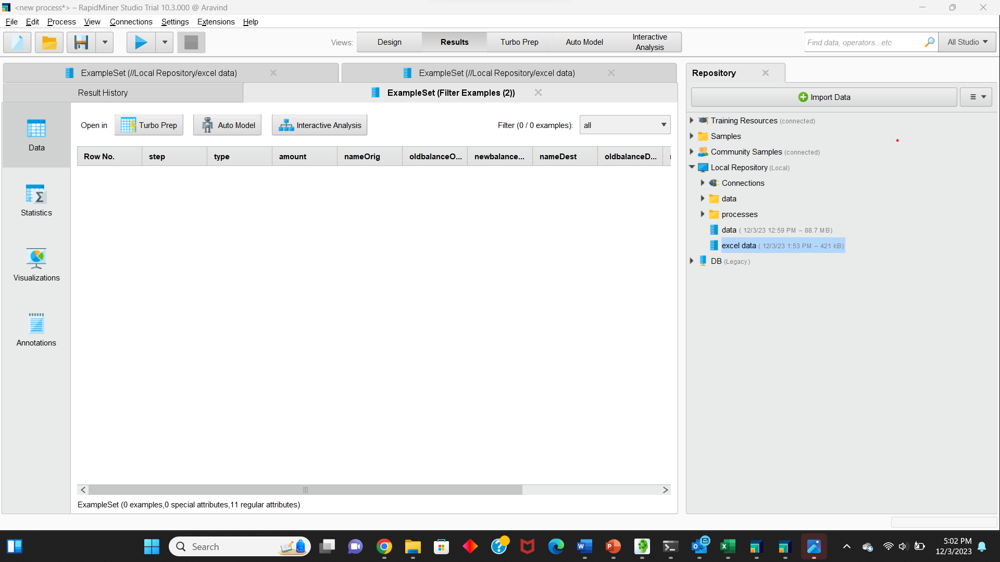 <new process*> – RapidMiner Studio Trial 10.3.000 @ Aravind
File Edit Process View Connections Settings Extensions Help
Views: Design Results Turbo Prep Auto Model Interactive Analysis
Find data, operators...etc All Studio
ExampleSet (//Local Repository/excel data) ExampleSet (//Local Repository/excel data)
Result History ExampleSet (Filter Examples (2))
Open in Turbo Prep Auto Model Interactive Analysis Filter (0 / 0 examples): all
Row No. step type amount nameOrig oldbalanceO... newbalance... nameDest oldbalanceD...
Data
Statistics
Visualizations
Annotations
ExampleSet (0 examples,0 special attributes,11 regular attributes)
Repository
Import Data
Training Resources (connected)
Samples
Community Samples (connected)
Local Repository (Local)
Connections
data
processes
data ( 12/3/23 12:59 PM – 88.7 MB)
excel data ( 12/3/23 1:53 PM – 421 kB)
DB (Legacy)
Search
5:02 PM
12/3/2023